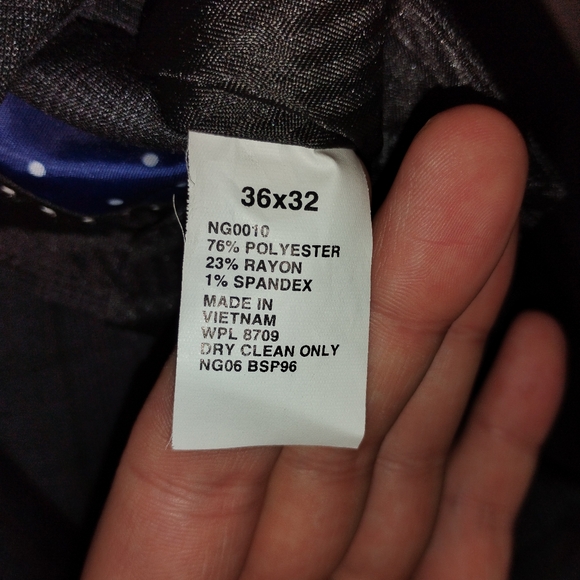 36x32
NG0010
76% POLYESTER
23% RAYON
1% SPANDEX
MADE IN
VIETNAM
WPL 8709
DRY CLEAN ONLY
NG06 BSP96